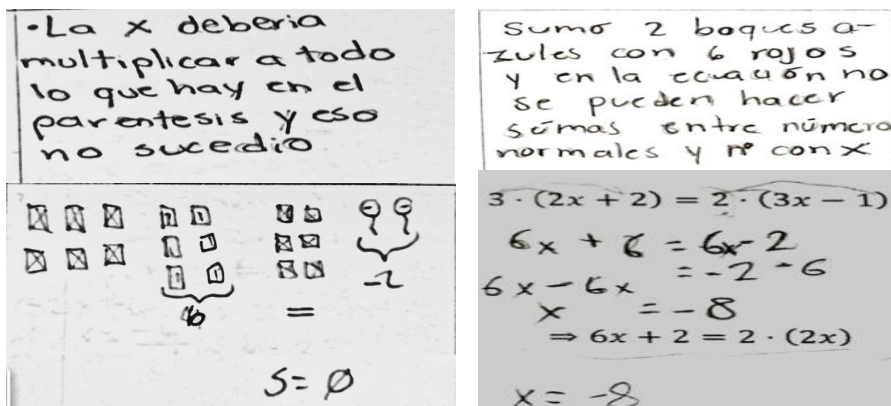 ·La x deberia
multiplicar a todo
lo que hay en el
parentesis y eso
no sucedio
6
-2
=
S= ∅
Sumo 2 boques a-
zules con 6 rojos
y en la ecuación no
se pueden hacer
sumas entre número
normales y nº con x
3 · (2x + 2) = 2 · (3x − 1)
6x + 6 = 6x-2
6x-6x = -2-6
x = -8
⇒ 6x + 2 = 2 · (2x)
x= -8